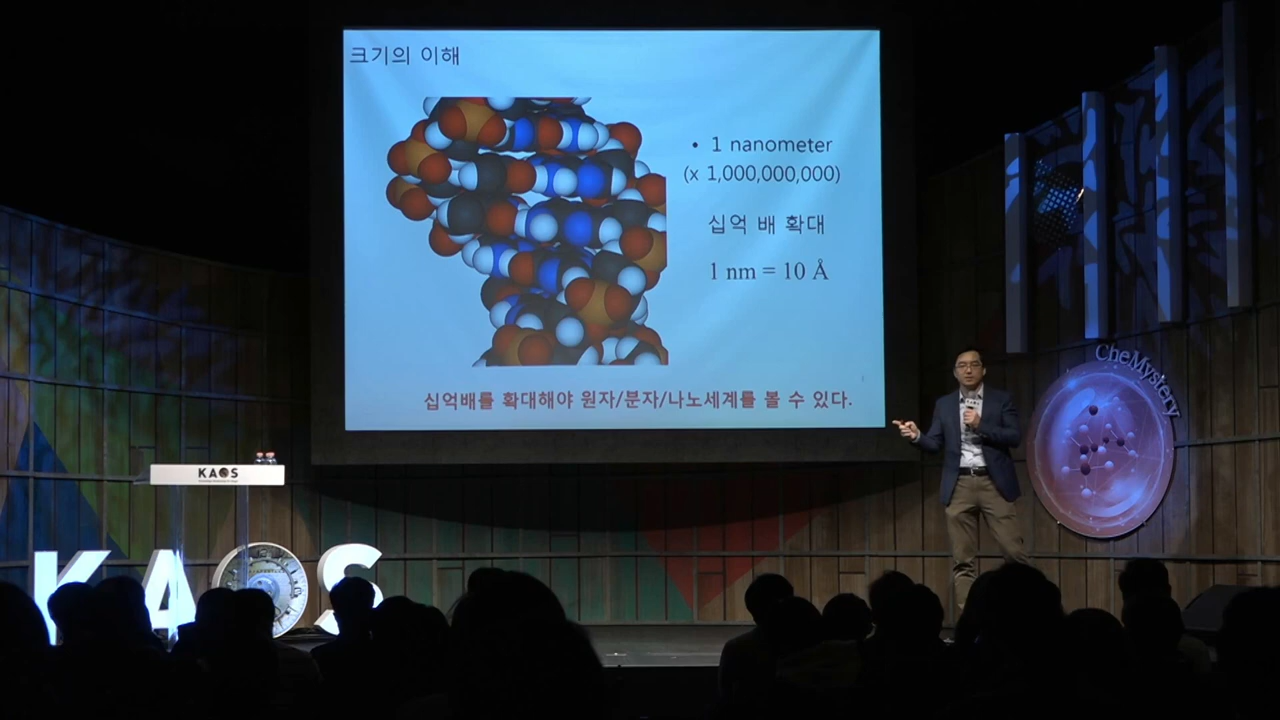 크기의 이해
• 1 nanometer
(x 1,000,000,000)
십억 배 확대
1 nm = 10 Å
십억배를 확대해야 원자/분자/나노세계를 볼 수 있다.
CheMystery
KAOS
KAOS